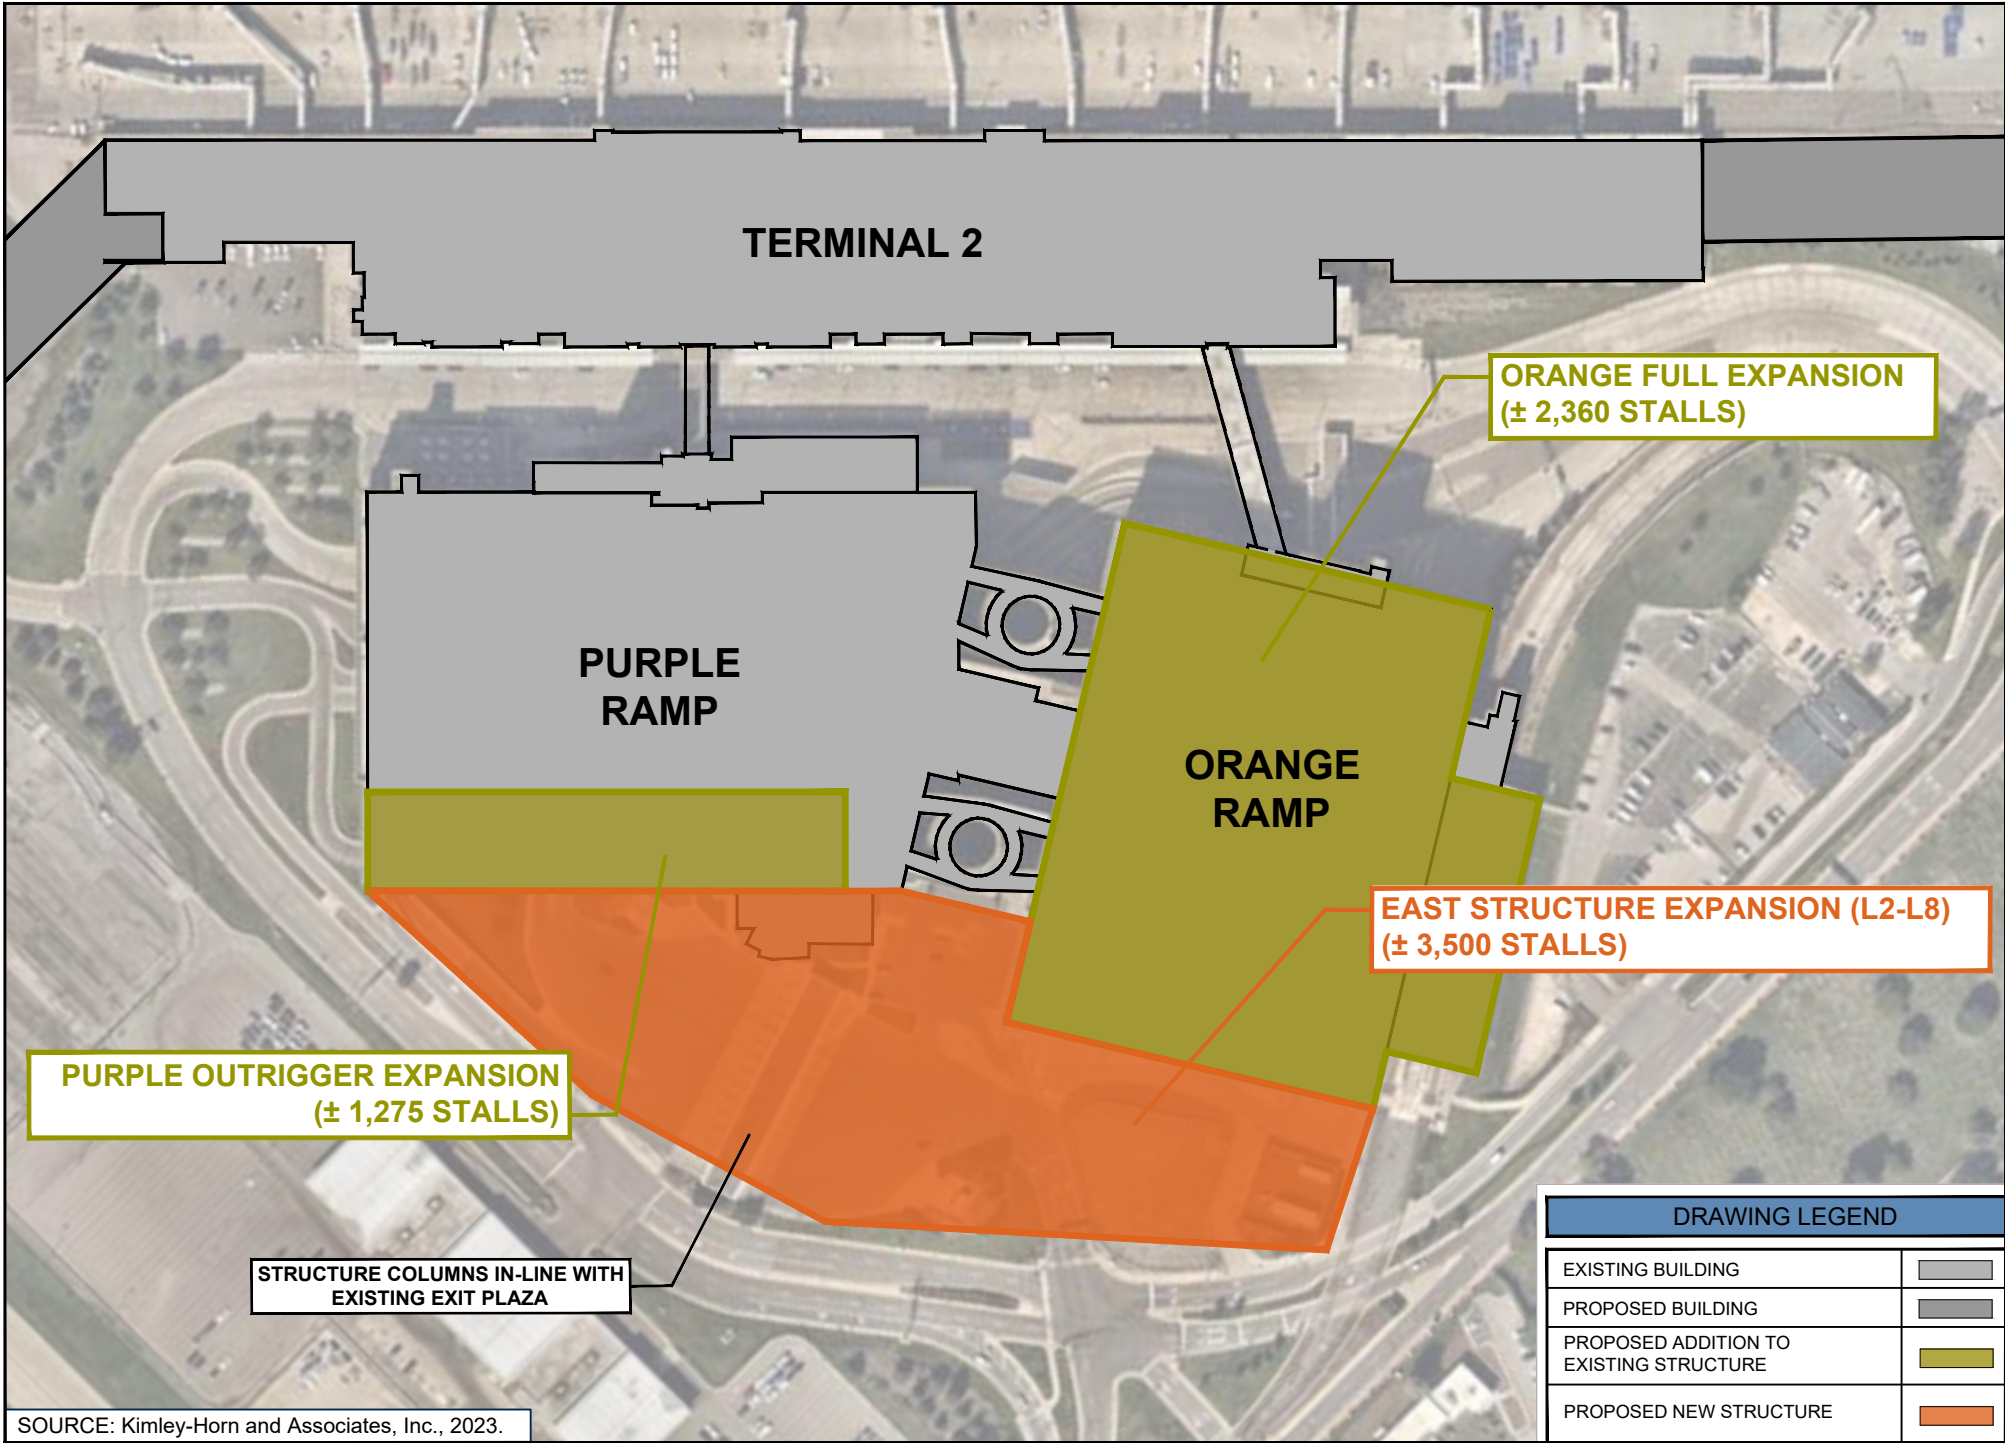 TERMINAL 2
ORANGE FULL EXPANSION
(± 2,360 STALLS)
PURPLE
RAMP
ORANGE
RAMP
EAST STRUCTURE EXPANSION (L2-L8)
(± 3,500 STALLS)
PURPLE OUTRIGGER EXPANSION
(± 1,275 STALLS)
STRUCTURE COLUMNS IN-LINE WITH
EXISTING EXIT PLAZA
DRAWING LEGEND
EXISTING BUILDING
PROPOSED BUILDING
PROPOSED ADDITION TO
EXISTING STRUCTURE
PROPOSED NEW STRUCTURE
SOURCE: Kimley-Horn and Associates, Inc., 2023.